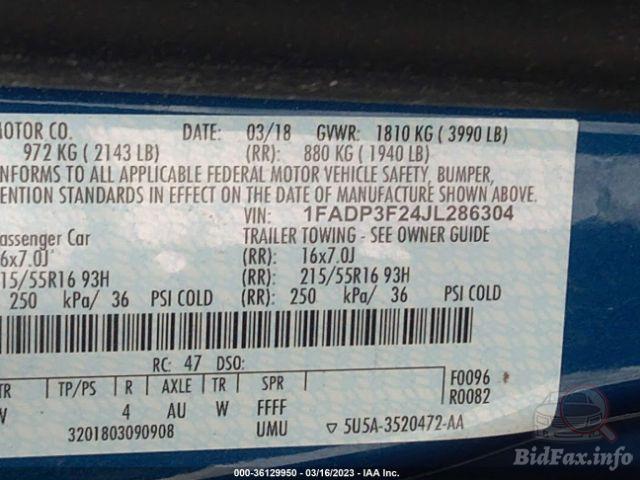 MOTOR CO. DATE: 03/18 GVWR: 1810 KG ( 3990 LB)
972 KG ( 2143 LB) (RR): 880 KG ( 1940 LB)
NFORMS TO ALL APPLICABLE FEDERAL MOTOR VEHICLE SAFETY, BUMPER,
TENTION STANDARDS IN EFFECT ON THE DATE OF MANUFACTURE SHOWN ABOVE.
VIN: 1FADP3F24JL286304
assenger Car TRAILER TOWING - SEE OWNER GUIDE
6x7.0J (RR): 16x7.0J
15/55R16 93H (RR): 215/55R16 93H
250 kPa/ 36 PSI COLD (RR): 250 kPa/ 36 PSI COLD
RC: 47 DSO:
TR TP/PS R AXLE TR SPR F0096
R0082
4 AU W FFFF
3201803090908 UMU 5U5A-3520472-AA
000-36129950 - 03/16/2023 - IAA Inc.
BidFax.info